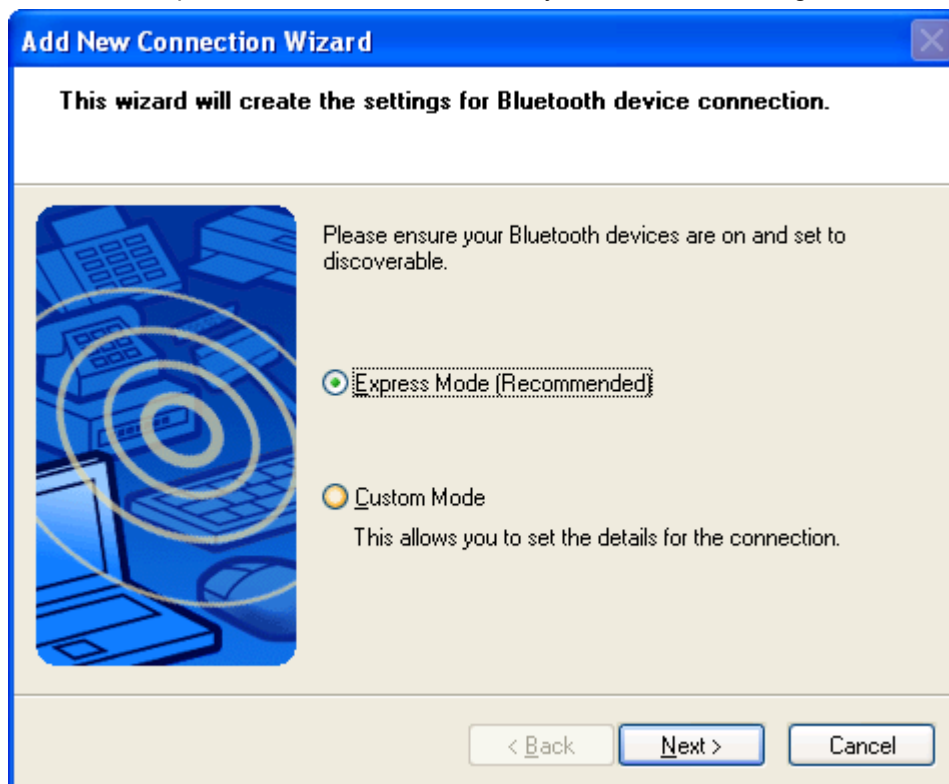 Add New Connection Wizard
This wizard will create the settings for Bluetooth device connection.
Please ensure your Bluetooth devices are on and set to
discoverable.
Express Mode (Recommended)
Custom Mode
This allows you to set the details for the connection.
< Back Next > Cancel